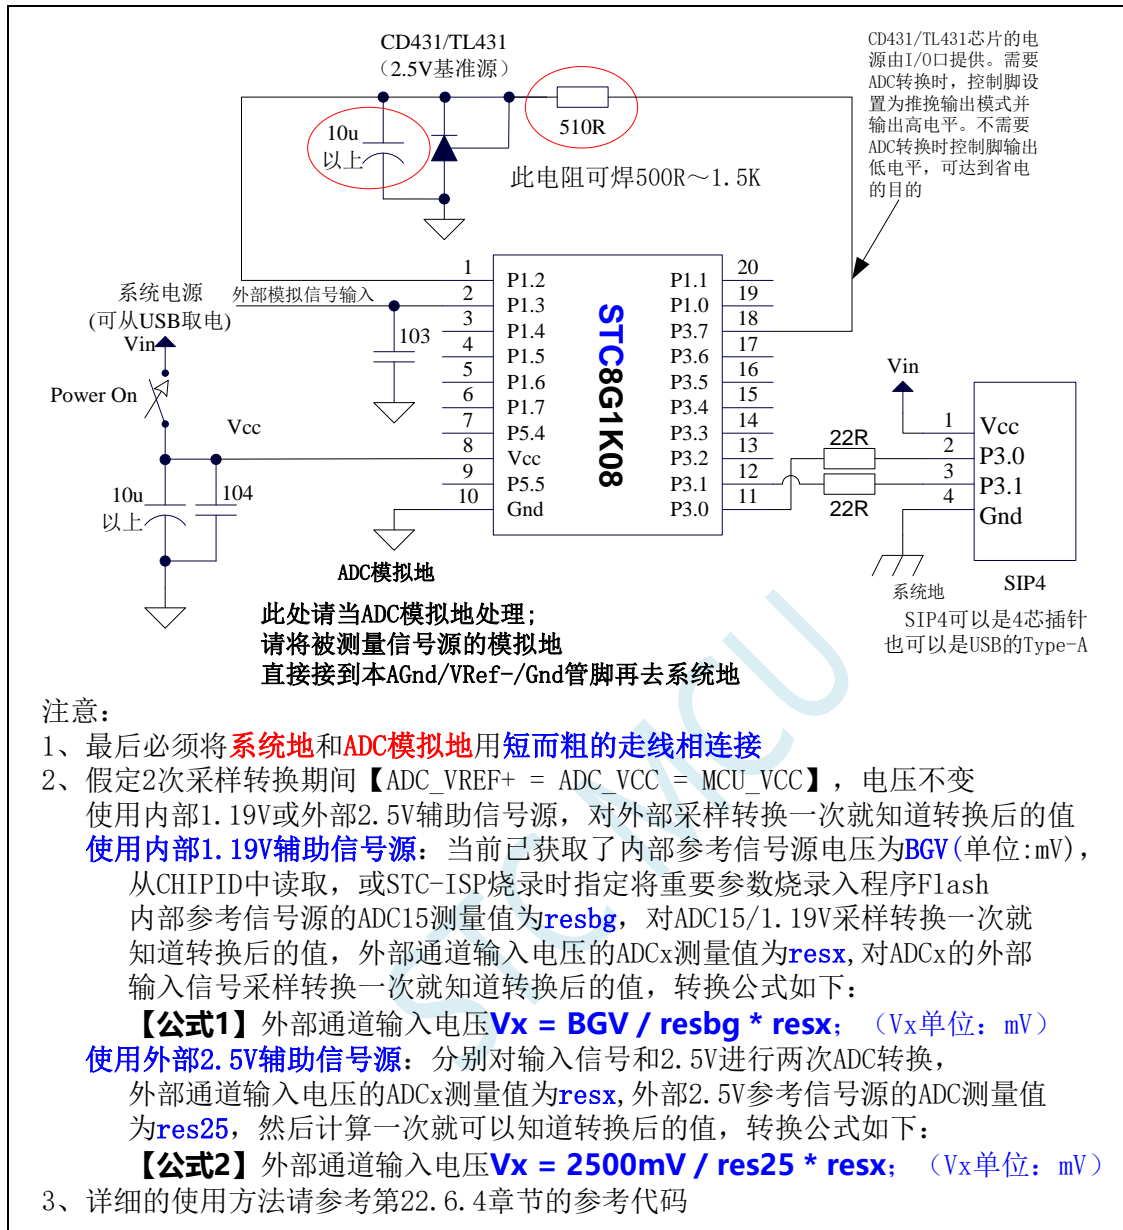 CD431/TL431
（2.5V基准源）
10u
以上
510R
此电阻可焊500R～1.5K
CD431/TL431芯片的电
源由I/O口提供。需要
ADC转换时，控制脚设
置为推挽输出模式并
输出高电平。不需要
ADC转换时控制脚输出
低电平，可达到省电
的目的
系统电源
(可从USB取电)
Vin
Power On
Vcc
10u
以上
104
外部模拟信号输入
103
1 P1.2
2 P1.3
3 P1.4
4 P1.5
5 P1.6
6 P1.7
7 P5.4
8 Vcc
9 P5.5
10 Gnd
STC8G1K08
P1.1 20
P1.0 19
P3.7 18
P3.6 17
P3.5 16
P3.4 15
P3.3 14
P3.2 13
P3.1 12
P3.0 11
22R
22R
Vin
1 Vcc
2 P3.0
3 P3.1
4 Gnd
系统地
SIP4
SIP4可以是4芯插针
也可以是USB的Type-A
ADC模拟地
此处请当ADC模拟地处理;
请将被测量信号源的模拟地
直接接到本AGnd/VRef-/Gnd管脚再去系统地
STC MCU
注意：
1、最后必须将系统地和ADC模拟地用短而粗的走线相连接
2、假定2次采样转换期间【ADC_VREF+ = ADC_VCC = MCU_VCC】，电压不变
使用内部1.19V或外部2.5V辅助信号源，对外部采样转换一次就知道转换后的值
使用内部1.19V辅助信号源：当前已获取了内部参考信号源电压为BGV(单位:mV)，
从CHIPID中读取，或STC-ISP烧录时指定将重要参数烧录入程序Flash
内部参考信号源的ADC15测量值为resbg，对ADC15/1.19V采样转换一次就
知道转换后的值，外部通道输入电压的ADCx测量值为resx,对ADCx的外部
输入信号采样转换一次就知道转换后的值，转换公式如下：
【公式1】外部通道输入电压Vx = BGV / resbg * resx；（Vx单位：mV）
使用外部2.5V辅助信号源：分别对输入信号和2.5V进行两次ADC转换，
外部通道输入电压的ADCx测量值为resx,外部2.5V参考信号源的ADC测量值
为res25，然后计算一次就可以知道转换后的值，转换公式如下：
【公式2】外部通道输入电压Vx = 2500mV / res25 * resx；（Vx单位：mV）
3、详细的使用方法请参考第22.6.4章节的参考代码